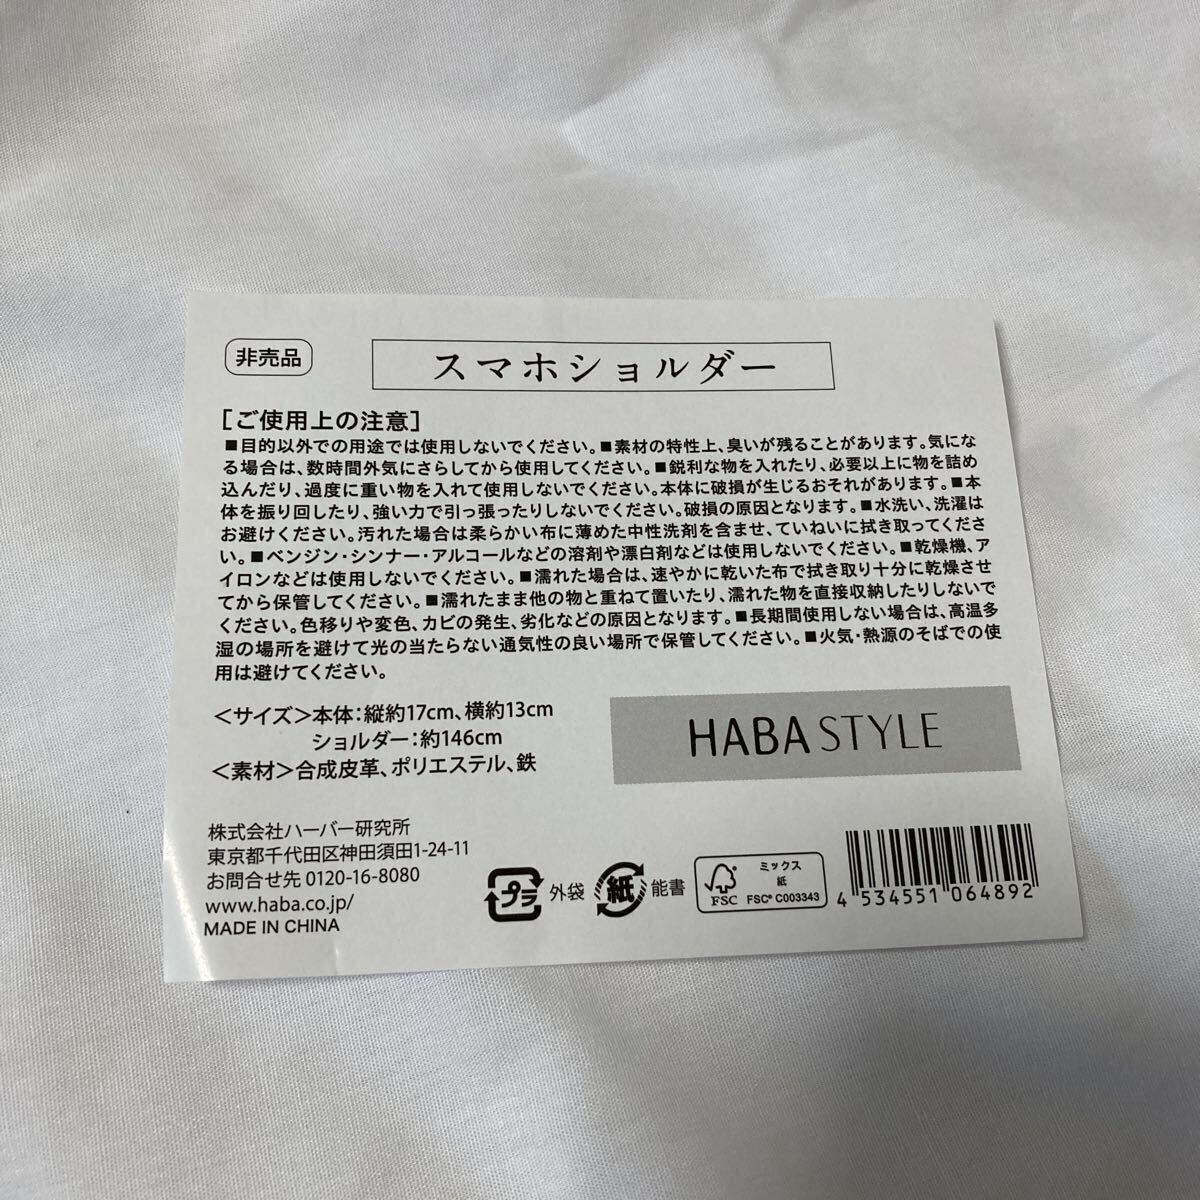 非売品
スマホショルダー
［ご使用上の注意］
■目的以外での用途では使用しないでください。■素材の特性上、臭いが残ることがあります。気にな
る場合は、数時間外気にさらしてから使用してください。■鋭利な物を入れたり、必要以上に物を詰め
込んだり、過度に重い物を入れて使用しないでください。本体に破損が生じるおそれがあります。■本
体を振り回したり、強い力で引っ張ったりしないでください。破損の原因となります。■水洗い、洗濯は
お避けください。汚れた場合は柔らかい布に薄めた中性洗剤を含ませ、ていねいに拭き取ってくださ
い。■ベンジン・シンナー・アルコールなどの溶剤や漂白剤などは使用しないでください。■乾燥機、ア
イロンなどは使用しないでください。■濡れた場合は、速やかに乾いた布で拭き取り十分に乾燥させ
てから保管してください。■濡れたまま他の物と重ねて置いたり、濡れた物を直接収納したりしないで
ください。色移りや変色、カビの発生、劣化などの原因となります。■長期間使用しない場合は、高温多
湿の場所を避けて光の当たらない通気性の良い場所で保管してください。■火気・熱源のそばでの使
用は避けてください。
＜サイズ＞本体：縦約17cm、横約13cm
ショルダー：約146cm
＜素材＞合成皮革、ポリエステル、鉄
HABA STYLE
株式会社ハーバー研究所
東京都千代田区神田須田1-24-11
お問合せ先 0120-16-8080
www.haba.co.jp/
MADE IN CHINA
プラ 外袋
紙 能書
FSC
ミックス
紙
FSC® C003343
4 534551 064892